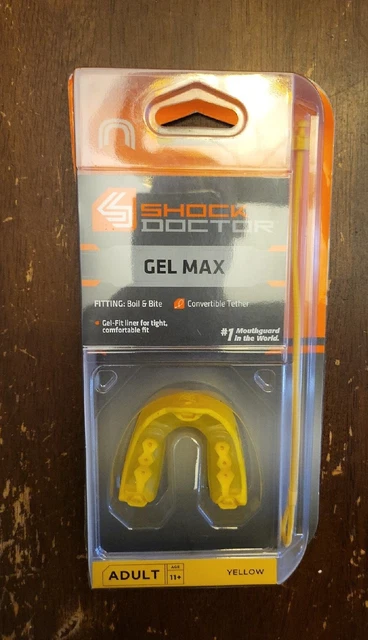 SHOCK
DOCTOR
GEL MAX
FITTING: Boil & Bite
Convertible Tether
Gel-Fit liner for tight,
comfortable fit
#1 Mouthguard
in the World.
ADULT
AGE
11+
YELLOW